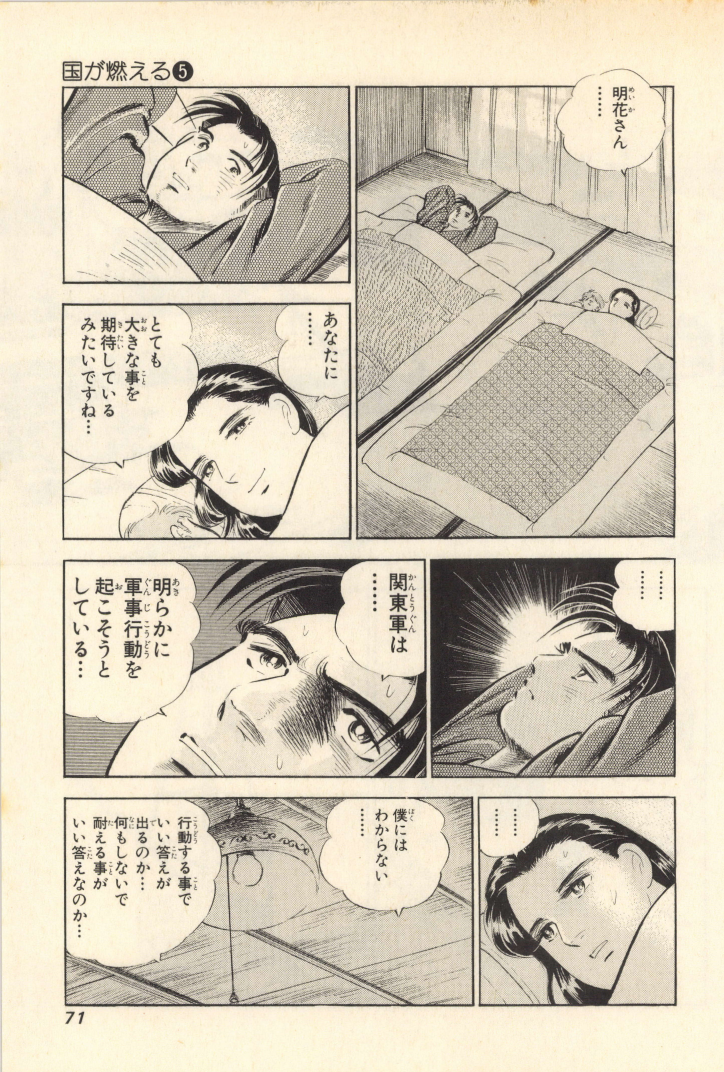 国が燃える❺
明花さん
……
あなたに
……
とても
大きな事を
期待している
みたいですね…
……
……
関東軍は
……
明らかに
軍事行動を
起こそうと
している…
……
……
僕には
わからない
……
行動する事で
いい答えが
出るのか…
何もしないで
耐える事が
いい答えなのか…
71